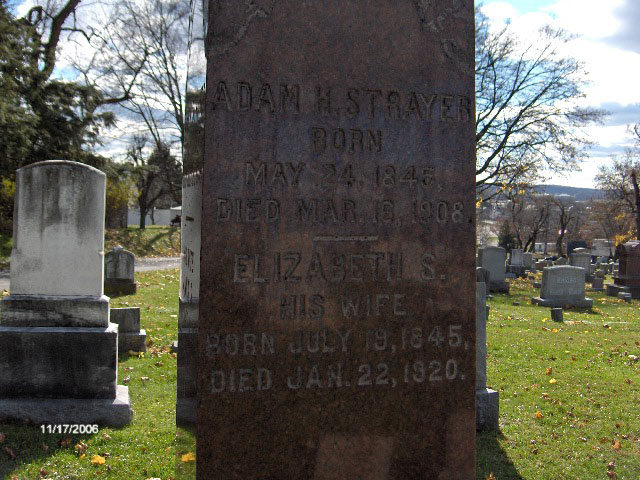 ADAM H. STRAYER
BORN
MAY 24, 1845,
DIED MAR. 16, 1908.
ELIZABETH S.
HIS WIFE
BORN JULY 19, 1845,
DIED JAN. 22, 1920.
11/17/2006